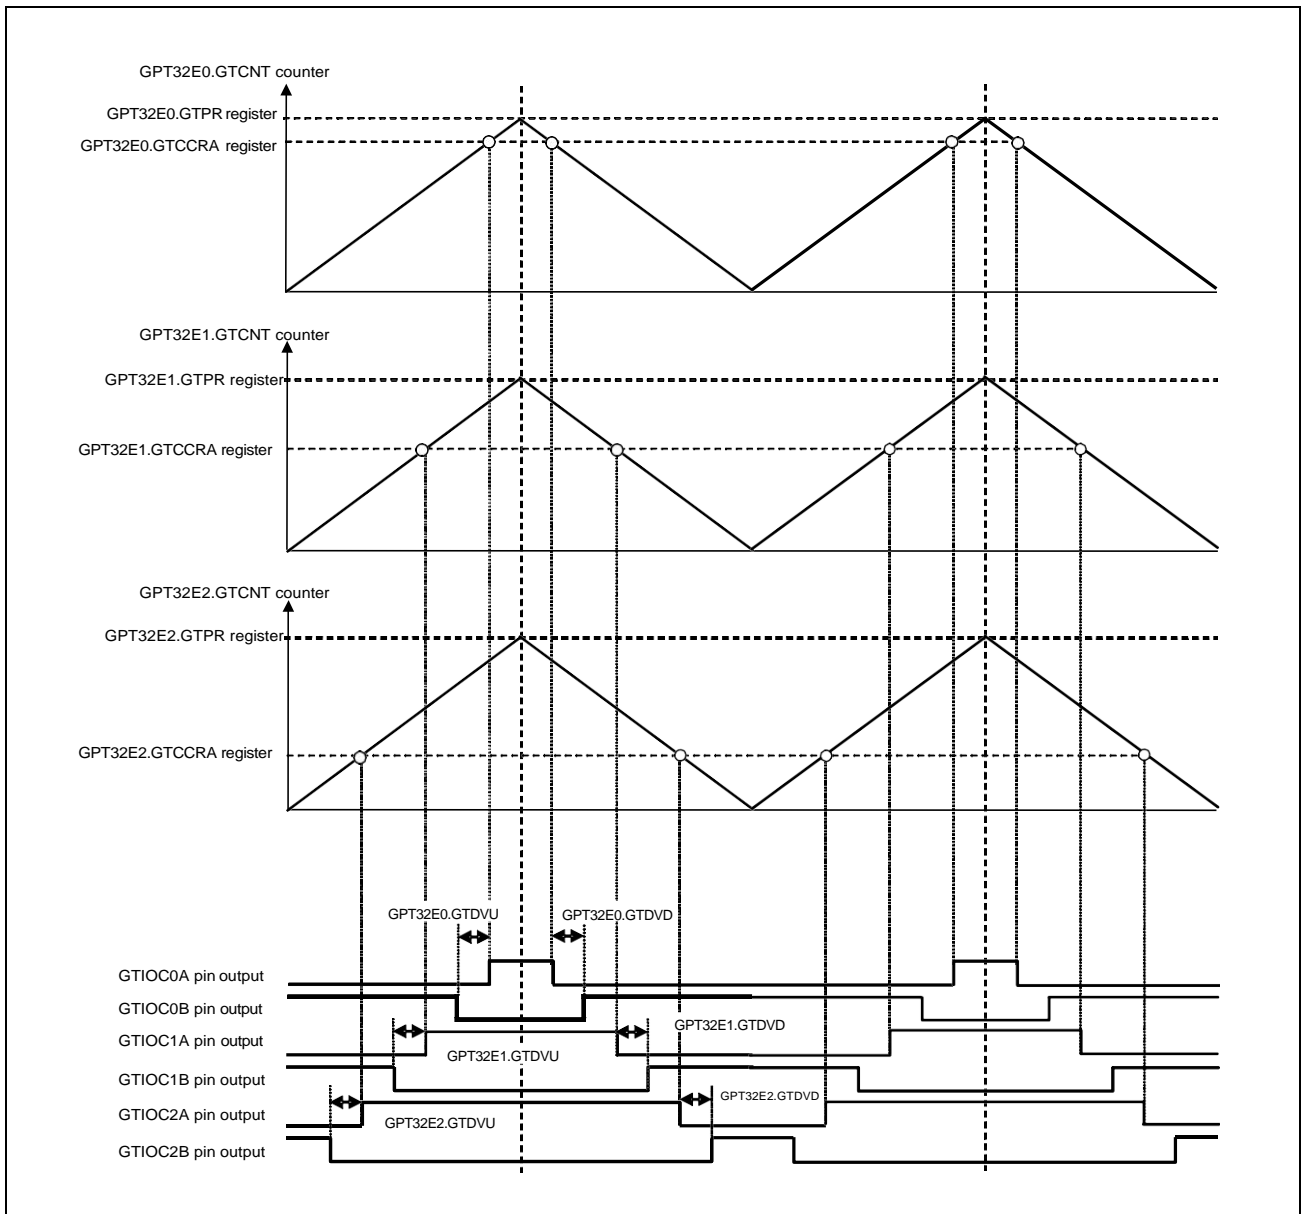 GPT32E0.GTCNT counter
GPT32E0.GTPR register
GPT32E0.GTCCRA register
GPT32E1.GTCNT counter
GPT32E1.GTPR register
GPT32E1.GTCCRA register
GPT32E2.GTCNT counter
GPT32E2.GTPR register
GPT32E2.GTCCRA register
GPT32E0.GTDVU
GPT32E0.GTDVD
GTIOC0A pin output
GTIOC0B pin output
GPT32E1.GTDVD
GTIOC1A pin output
GPT32E1.GTDVU
GTIOC1B pin output
GPT32E2.GTDVD
GTIOC2A pin output
GPT32E2.GTDVU
GTIOC2B pin output